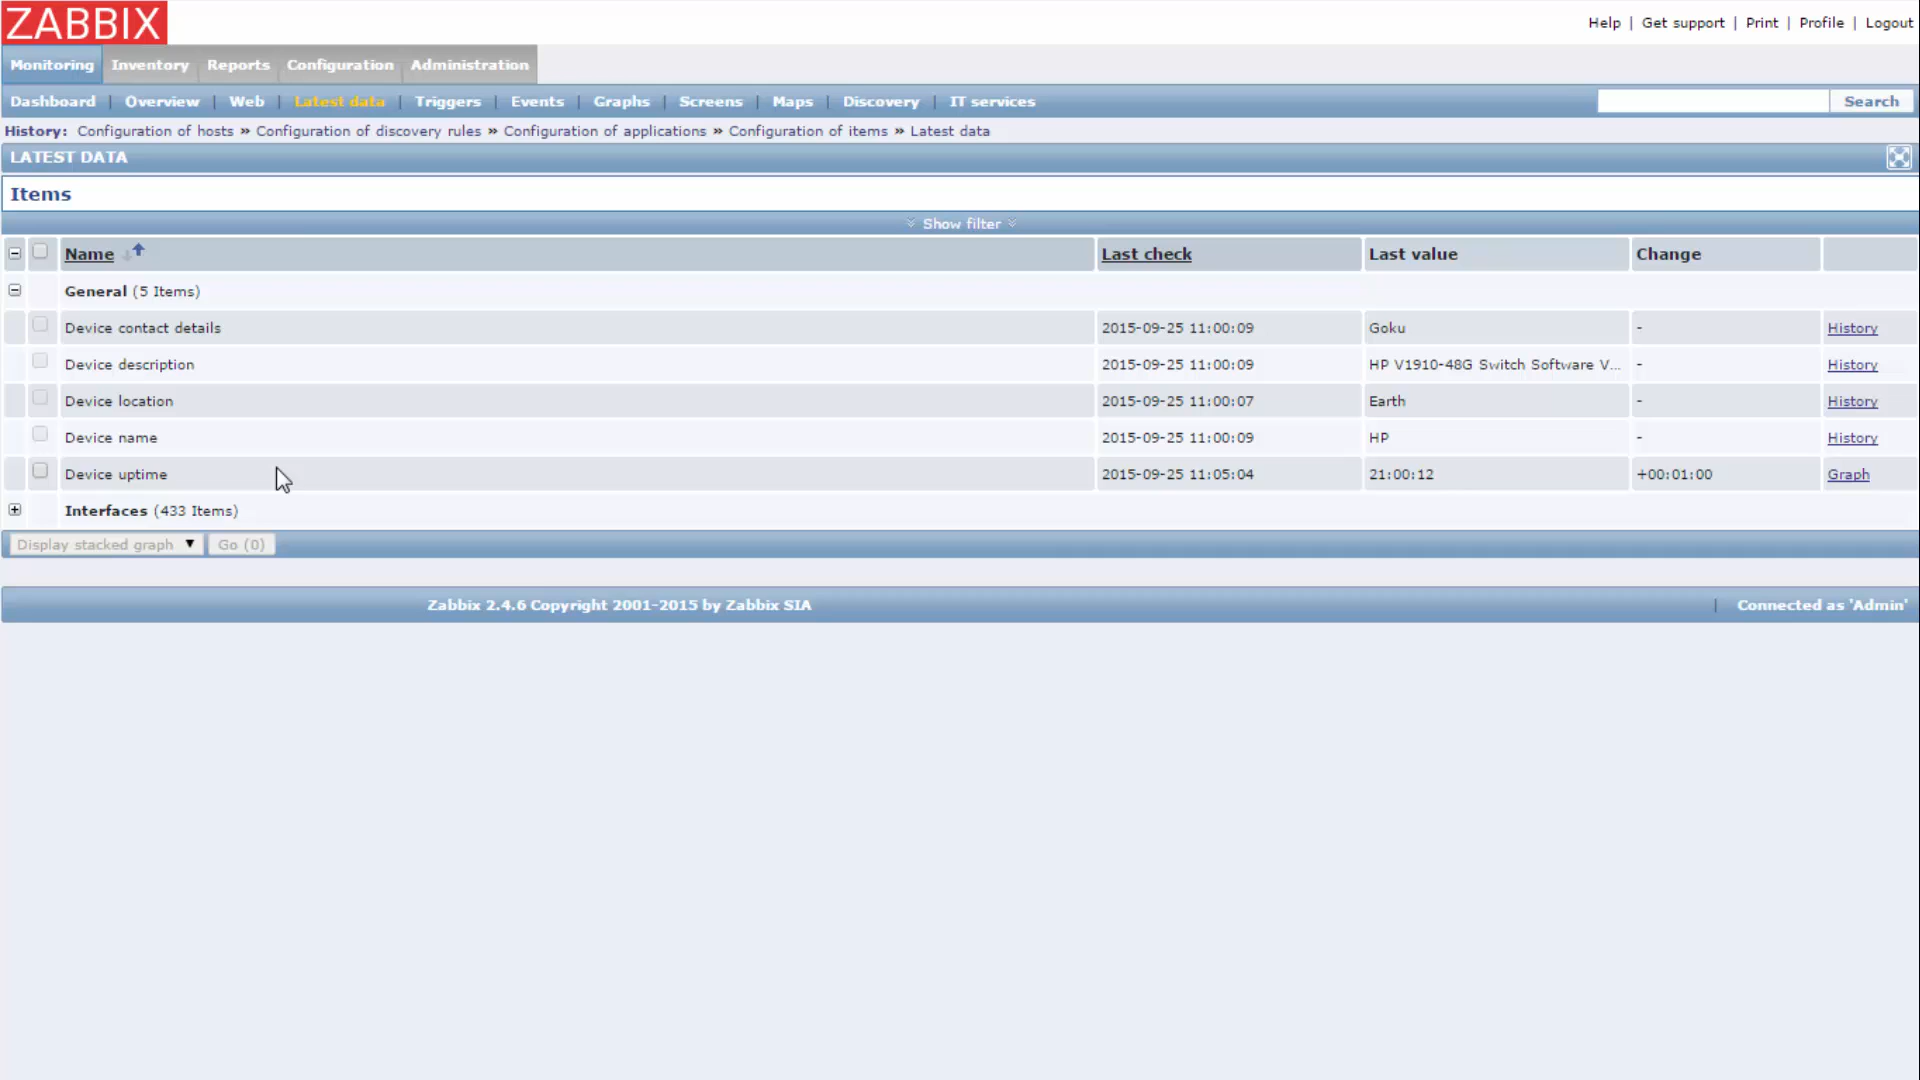 ZABBIX
Help | Get support | Print | Profile | Logout
Monitoring Inventory Reports Configuration Administration
Dashboard | Overview | Web | Latest data | Triggers | Events | Graphs | Screens | Maps | Discovery | IT services Search
History: Configuration of hosts » Configuration of discovery rules » Configuration of applications » Configuration of items » Latest data
LATEST DATA
Items
Show filter
Name Last check Last value Change
General (5 Items)
Device contact details 2015-09-25 11:00:09 Goku - History
Device description 2015-09-25 11:00:09 HP V1910-48G Switch Software V... - History
Device location 2015-09-25 11:00:07 Earth - History
Device name 2015-09-25 11:00:09 HP - History
Device uptime 2015-09-25 11:05:04 21:00:12 +00:01:00 Graph
Interfaces (433 Items)
Display stacked graph Go (0)
Zabbix 2.4.6 Copyright 2001-2015 by Zabbix SIA | Connected as 'Admin'